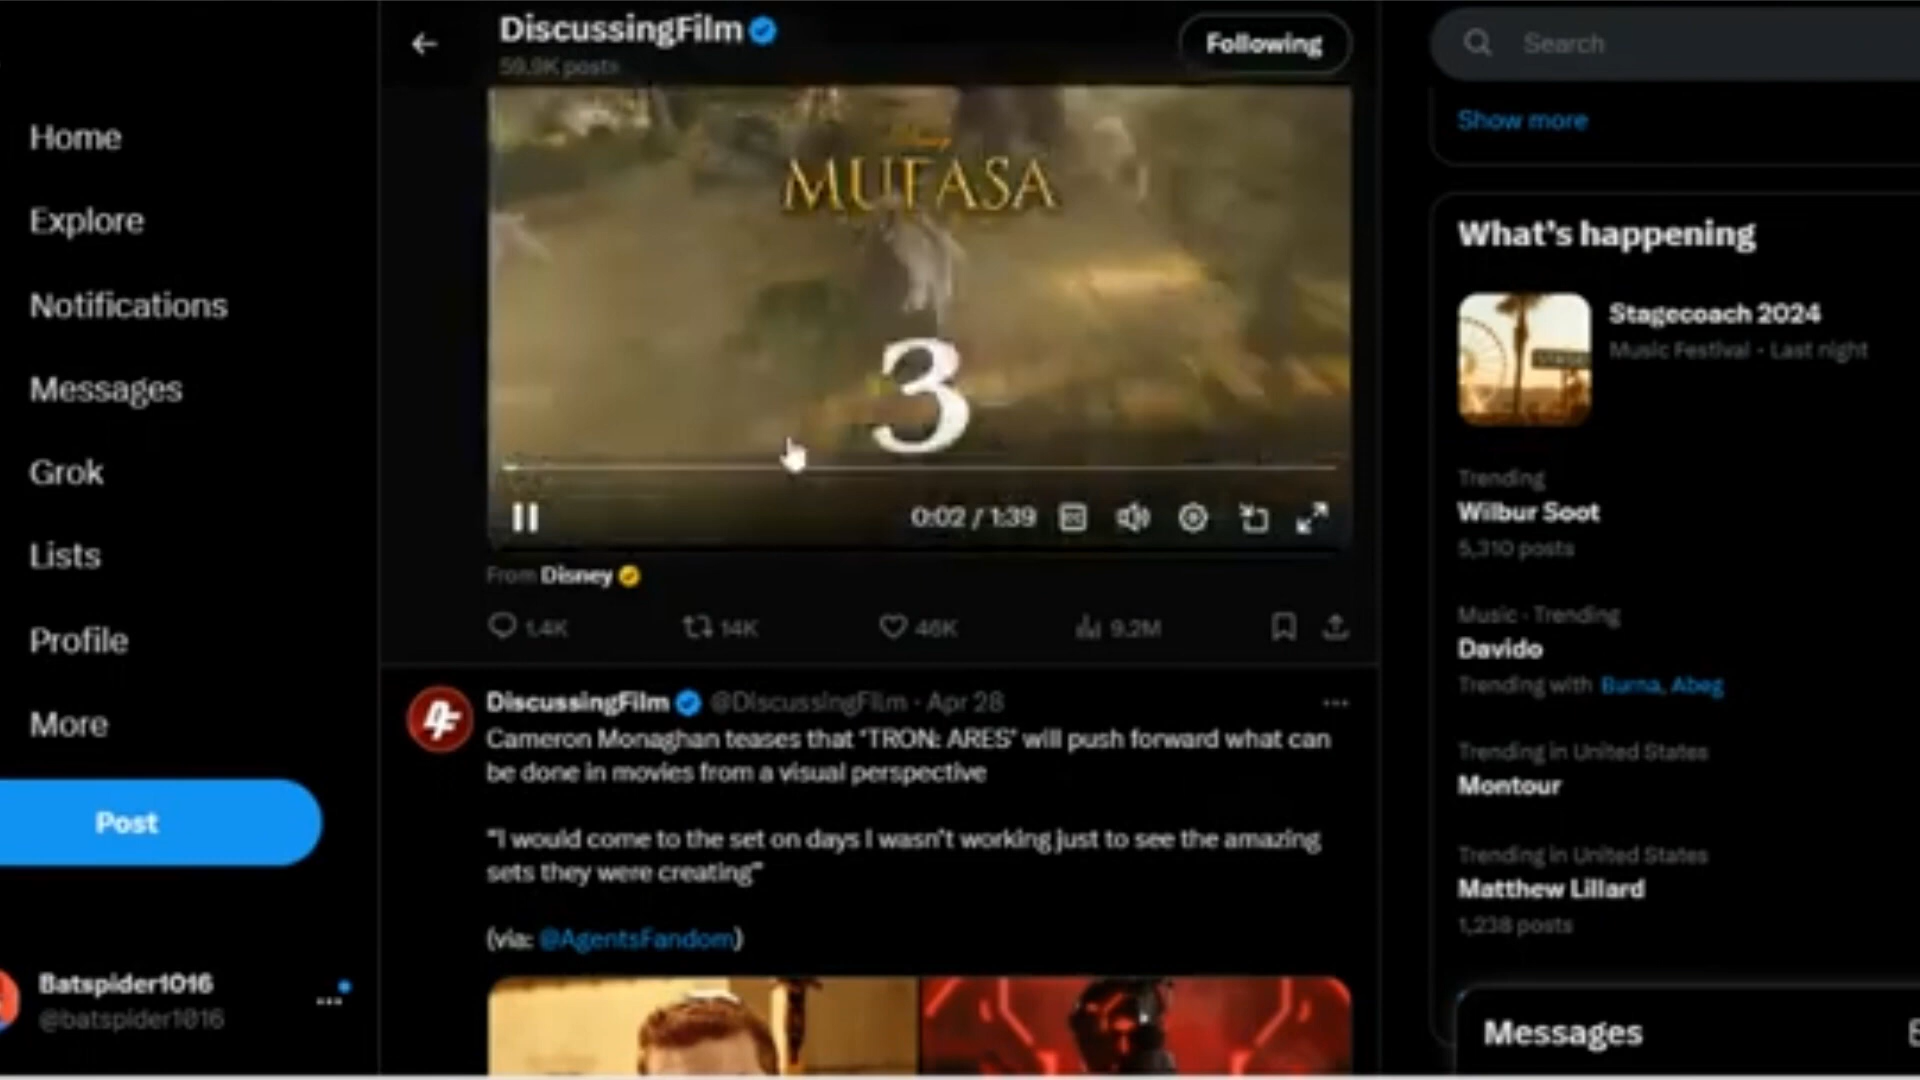 DiscussingFilm
59.9K posts
Following
Search
Home
Explore
Notifications
Messages
Grok
Lists
Profile
More
Post
Batspider1016
@batspider1016
Disney
MUFASA
3
0:02 / 1:39
From Disney
1.4K
14K
46K
9.2M
DiscussingFilm @DiscussingFilm · Apr 28
Cameron Monaghan teases that ‘TRON: ARES’ will push forward what can
be done in movies from a visual perspective
“I would come to the set on days I wasn’t working just to see the amazing
sets they were creating”
(via: @AgentsFandom)
Show more
What’s happening
Stagecoach 2024
Music Festival · Last night
Trending
Wilbur Soot
5,310 posts
Music · Trending
Davido
Trending with Burna, Abeg
Trending in United States
Montour
Trending in United States
Matthew Lillard
1,238 posts
Messages